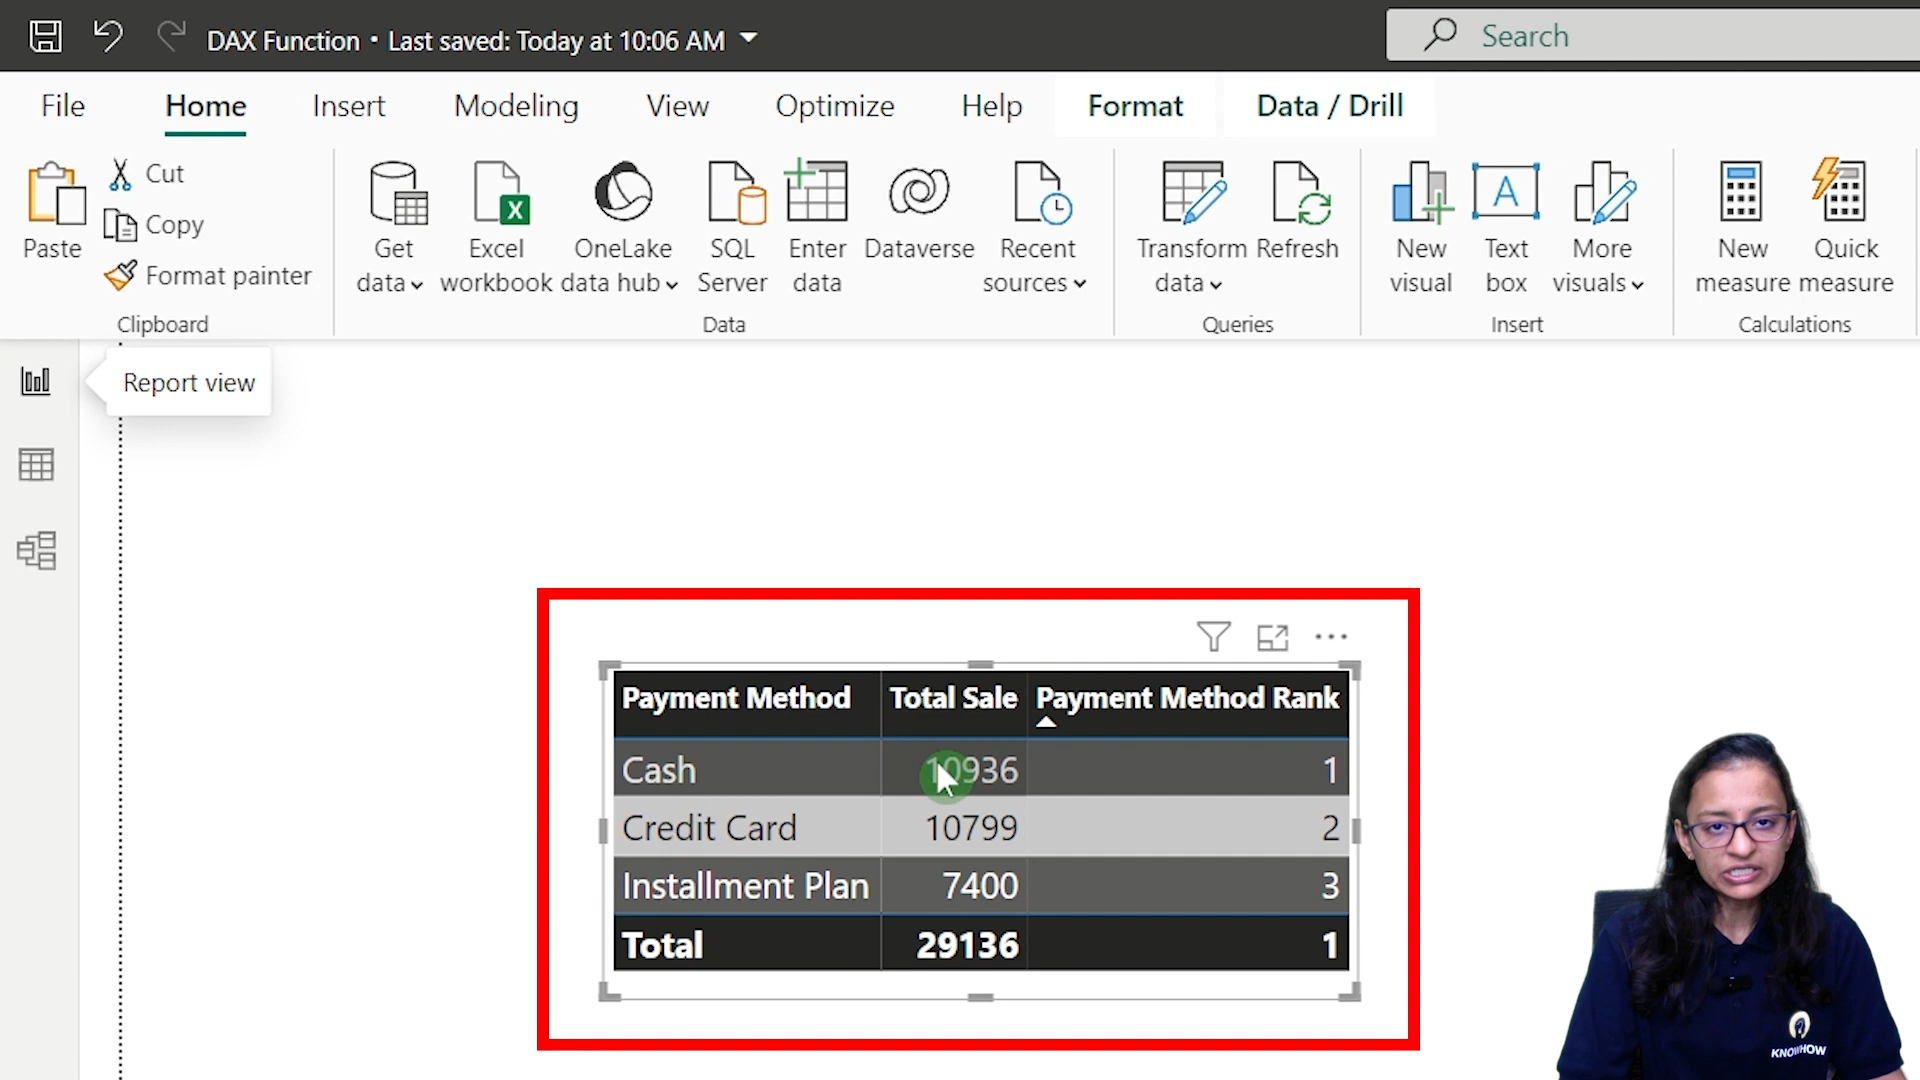 DAX Function • Last saved: Today at 10:06 AM
Search
File Home Insert Modeling View Optimize Help Format Data / Drill
Paste
Cut
Copy
Format painter
Clipboard
Get data
Excel workbook
OneLake data hub
SQL Server
Enter data
Dataverse
Recent sources
Data
Transform data
Refresh
Queries
New visual
Text box
More visuals
Insert
New measure
Quick measure
Calculations
Report view
Payment Method Total Sale Payment Method Rank
Cash 10936 1
Credit Card 10799 2
Installment Plan 7400 3
Total 29136 1
KNOWHOW